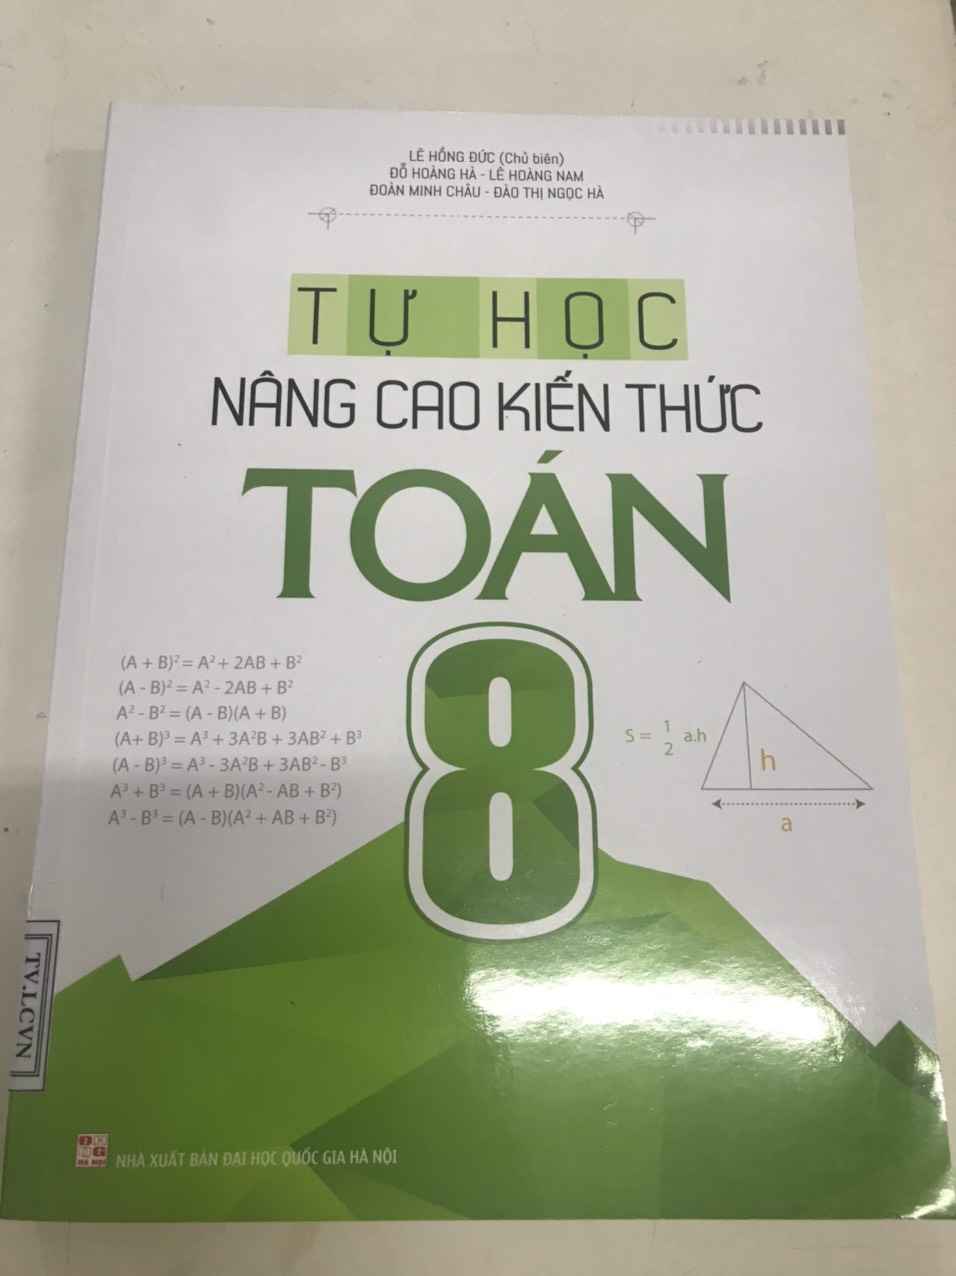 LÊ HỒNG ĐỨC (Chủ biên)
ĐỖ HOÀNG HÀ - LÊ HOÀNG NAM
ĐOÀN MINH CHÂU - ĐÀO THỊ NGỌC HÀ
TỰ HỌC
NÂNG CAO KIẾN THỨC
TOÁN
8
(A + B)² = A² + 2AB + B²
(A - B)² = A² - 2AB + B²
A² - B² = (A - B)(A + B)
(A+ B)³ = A³ + 3A²B + 3AB² + B³
(A - B)³ = A³ - 3A²B + 3AB² - B³
A³ + B³ = (A + B)(A² - AB + B²)
A³ - B³ = (A - B)(A² + AB + B²)
S = 1/2 a.h
h
a
TV.LCVN
HÀ NỘI
NHÀ XUẤT BẢN ĐẠI HỌC QUỐC GIA HÀ NỘI